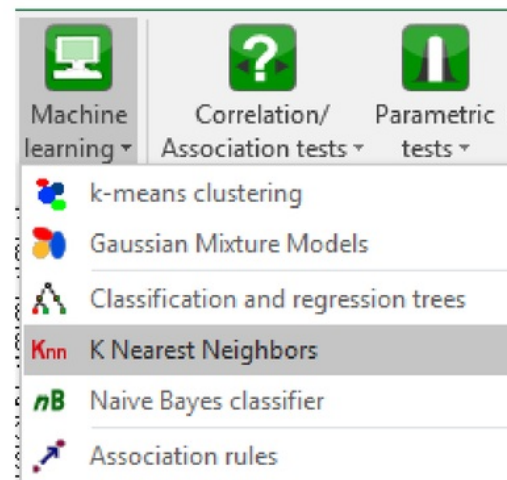 Machine
learning
Correlation/
Association tests
Parametric
tests
k-means clustering
Gaussian Mixture Models
Classification and regression trees
Knn K Nearest Neighbors
nB Naive Bayes classifier
Association rules